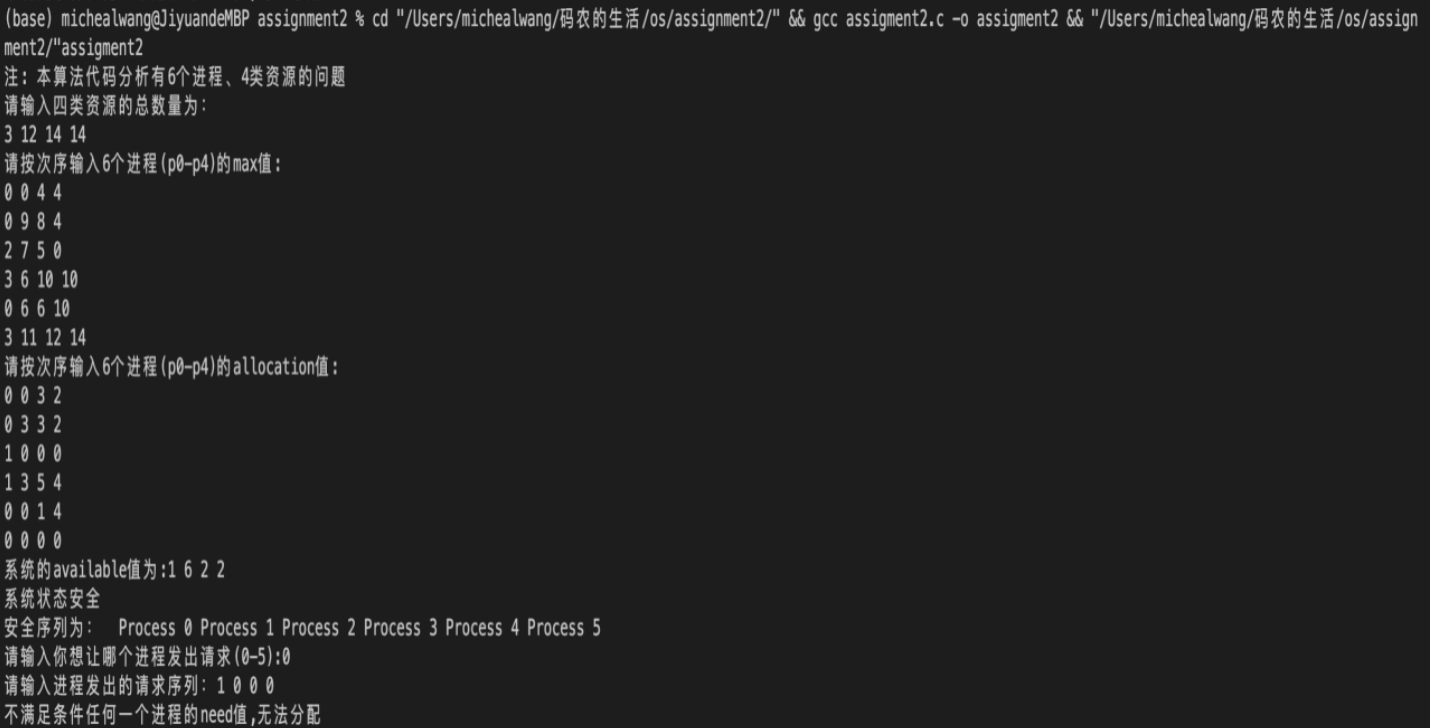 (base) michealwang@JiyuandeMBP assignment2 % cd "/Users/michealwang/码农的生活/os/assignment2/" && gcc assigment2.c -o assigment2 && "/Users/michealwang/码农的生活/os/assign
ment2/"assigment2
注: 本算法代码分析有6个进程、4类资源的问题
请输入四类资源的总数量为:
3 12 14 14
请按次序输入6个进程(p0-p4)的max值:
0 0 4 4
0 9 8 4
2 7 5 0
3 6 10 10
0 6 6 10
3 11 12 14
请按次序输入6个进程(p0-p4)的allocation值:
0 0 3 2
0 3 3 2
1 0 0 0
1 3 5 4
0 0 1 4
0 0 0 0
系统的available值为:1 6 2 2
系统状态安全
安全序列为:  Process 0 Process 1 Process 2 Process 3 Process 4 Process 5
请输入你想让哪个进程发出请求(0-5):0
请输入进程发出的请求序列: 1 0 0 0
不满足条件任何一个进程的need值,无法分配